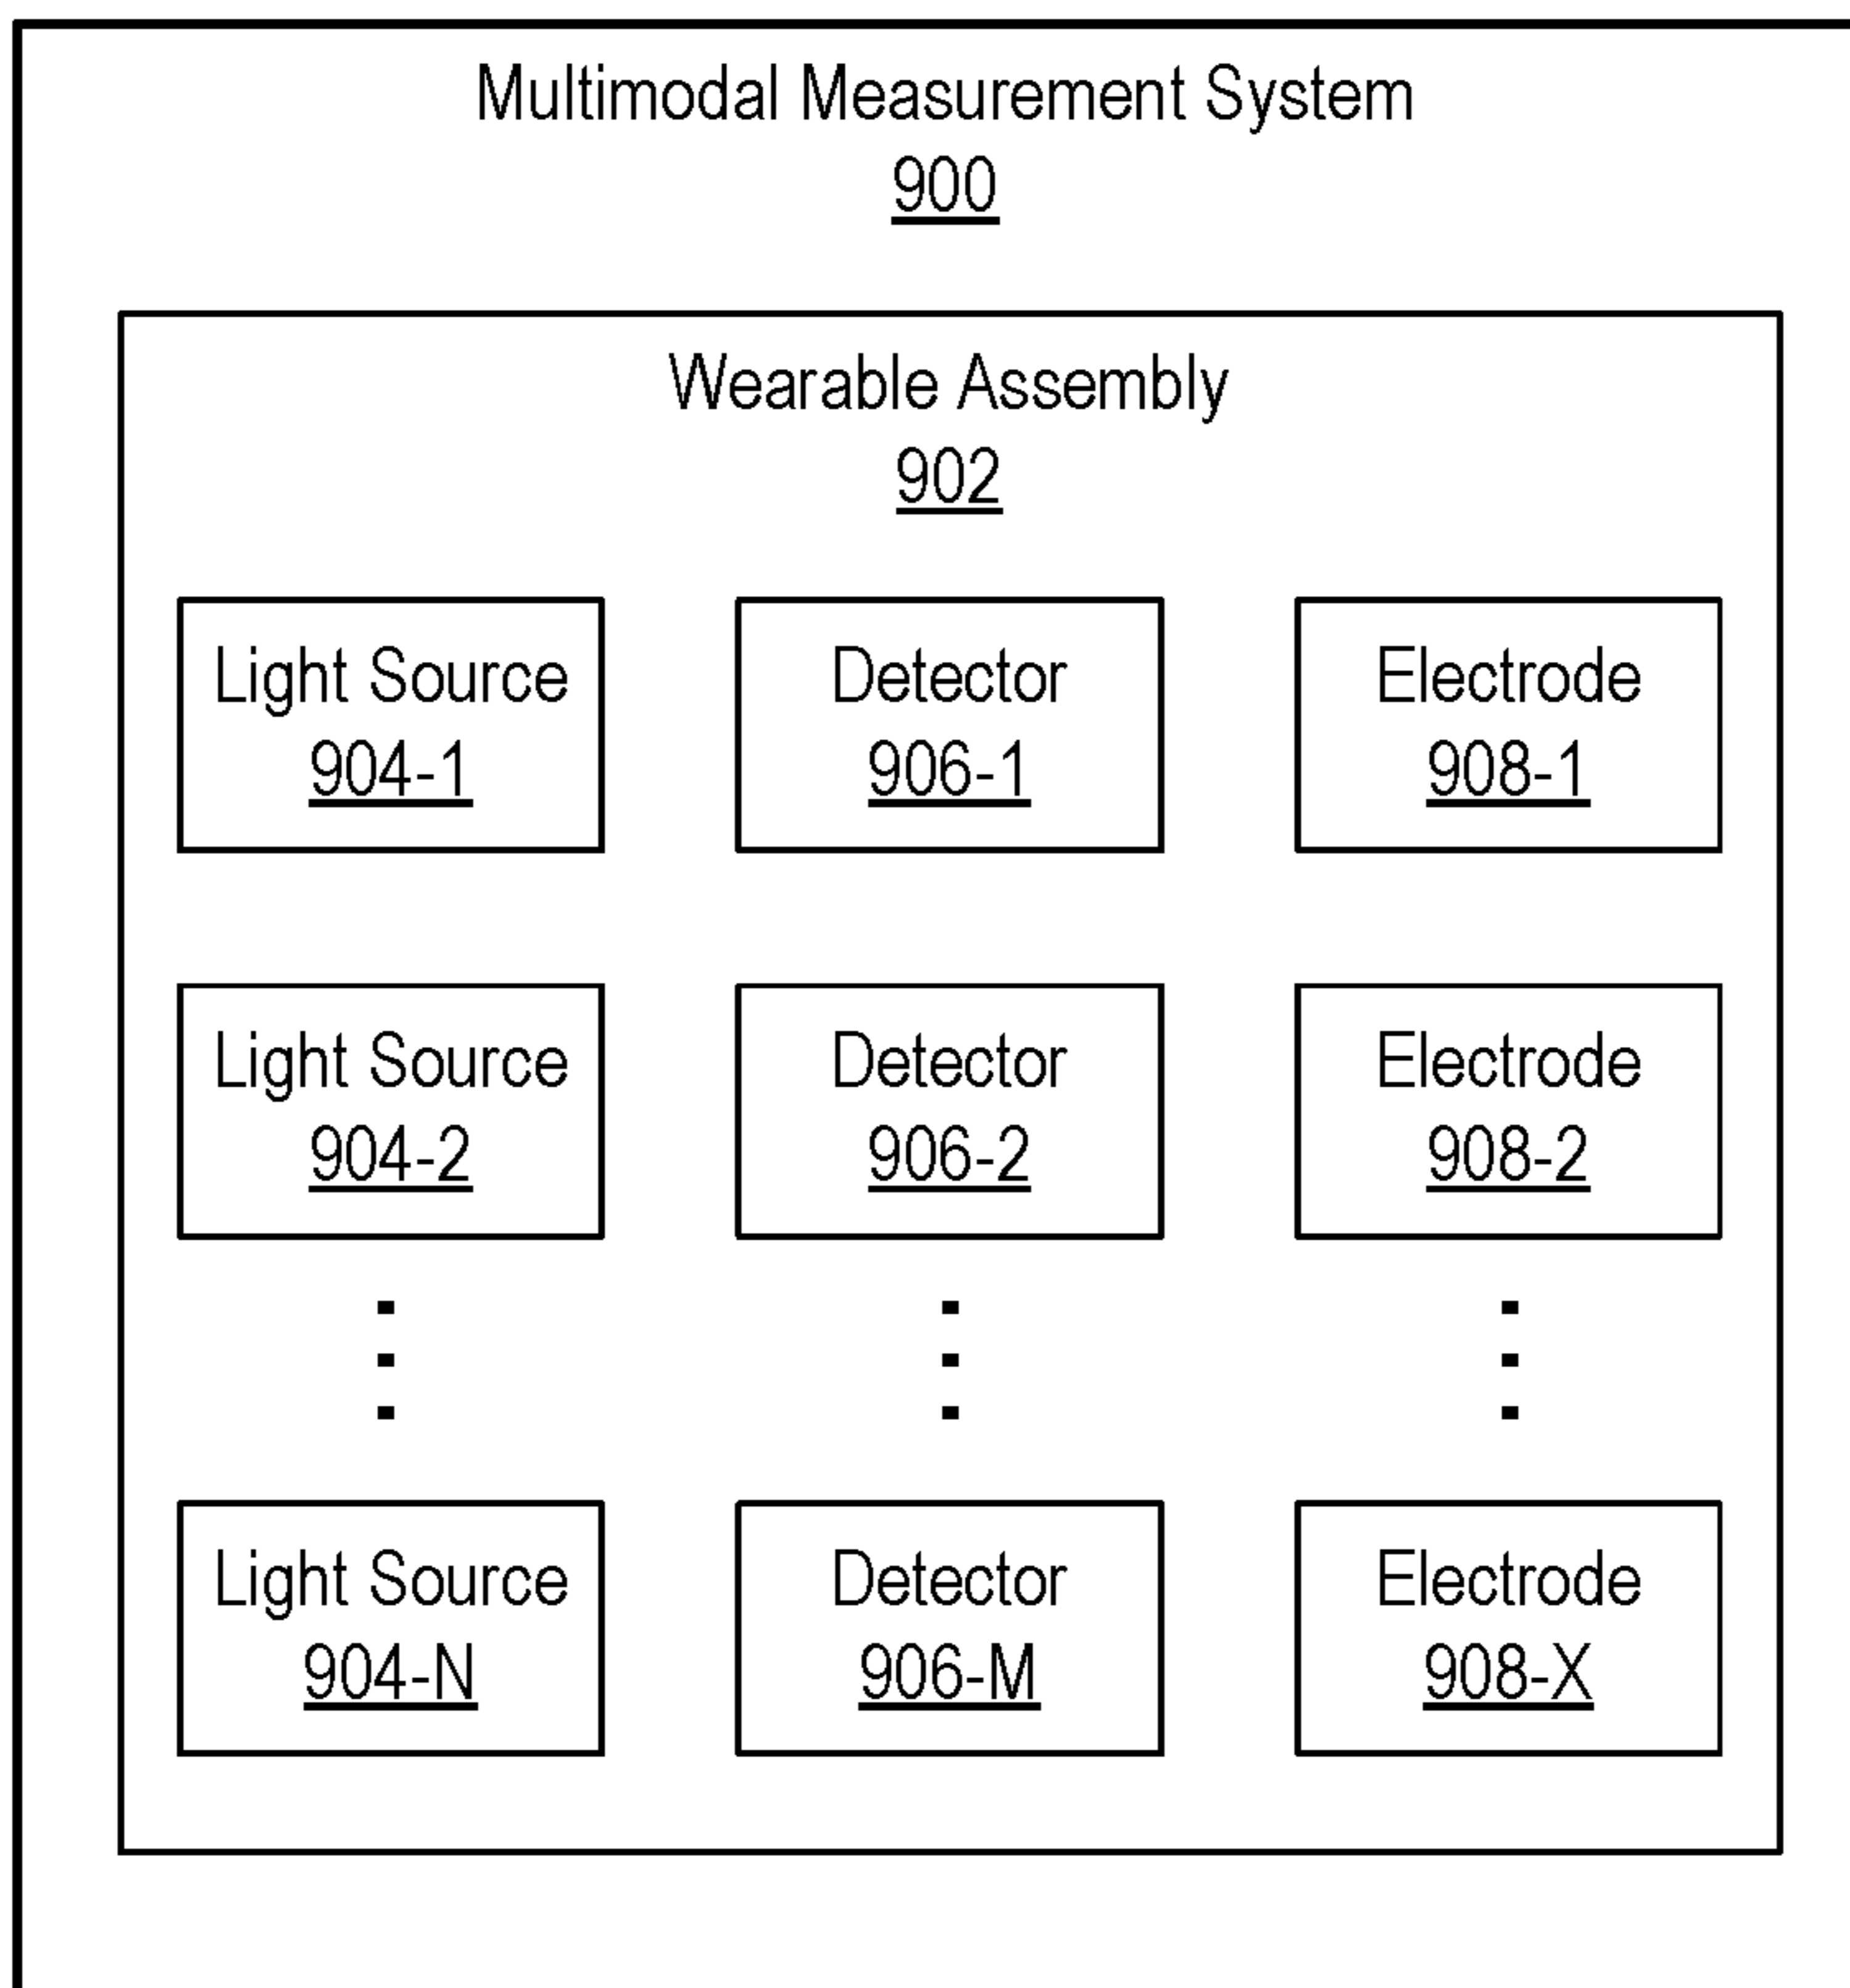 Multimodal Measurement System
900
Wearable Assembly
902
Light Source
904-1
Detector
906-1
Electrode
908-1
Light Source
904-2
Detector
906-2
Electrode
908-2
Light Source
904-N
Detector
906-M
Electrode
908-X